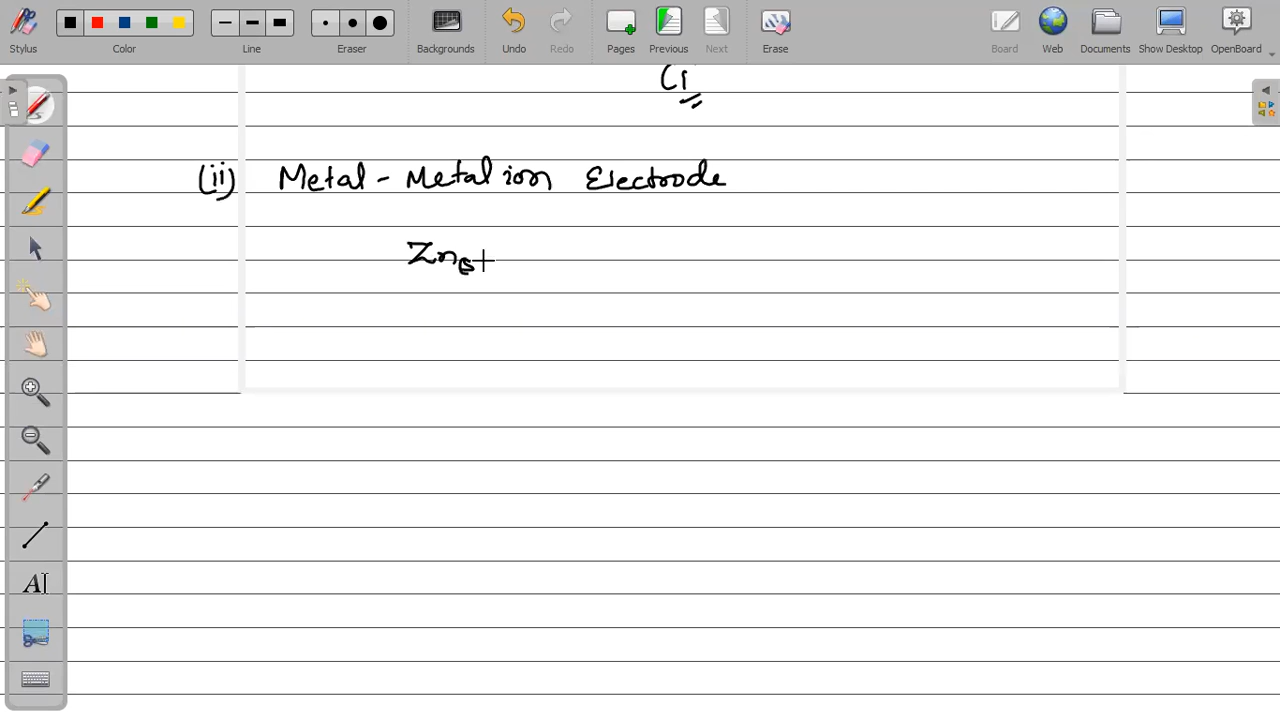 Stylus Color Line Eraser Backgrounds Undo Redo Pages Previous Next Erase Board Web Documents Show Desktop OpenBoard
(ii) Metal - Metal ion Electrode
Zn